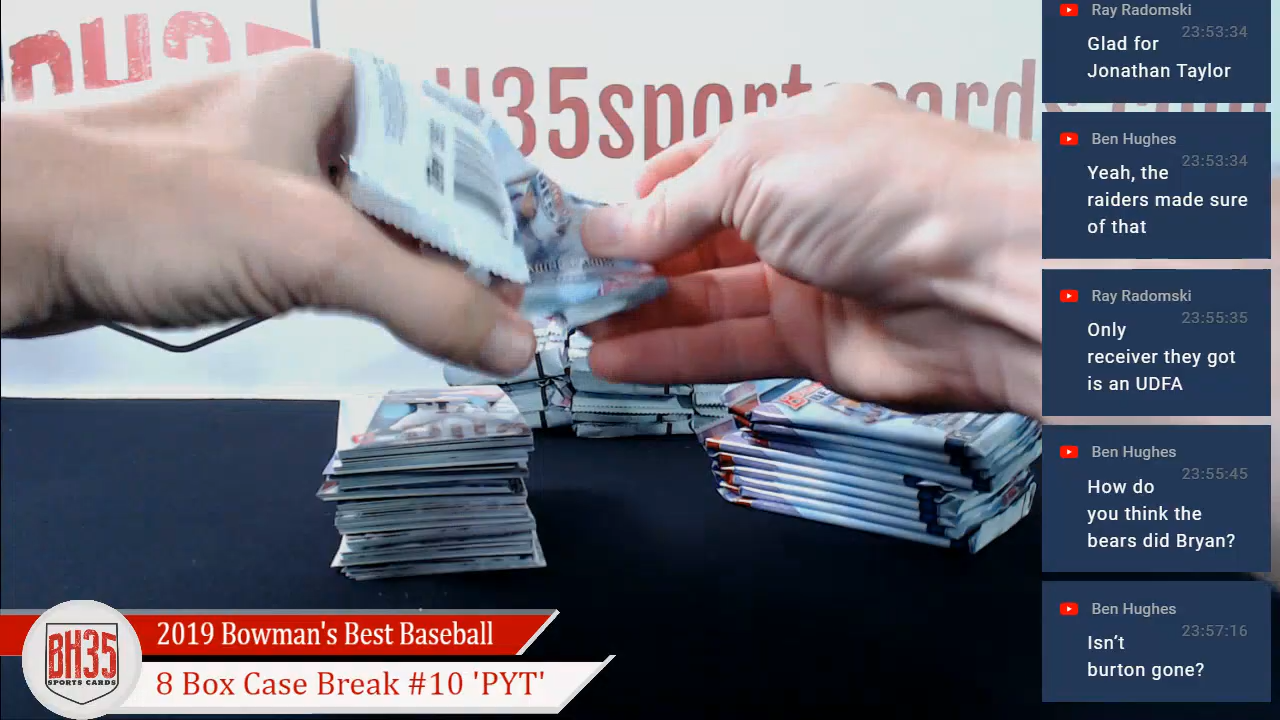 H35sportscards.com
Ray Radomski
23:53:34
Glad for
Jonathan Taylor
Ben Hughes
23:53:34
Yeah, the
raiders made sure
of that
Ray Radomski
23:55:35
Only
receiver they got
is an UDFA
Ben Hughes
23:55:45
How do
you think the
bears did Bryan?
Ben Hughes
23:57:16
Isn't
burton gone?
BH35
SPORTS CARDS
2019 Bowman's Best Baseball
8 Box Case Break #10 'PYT'